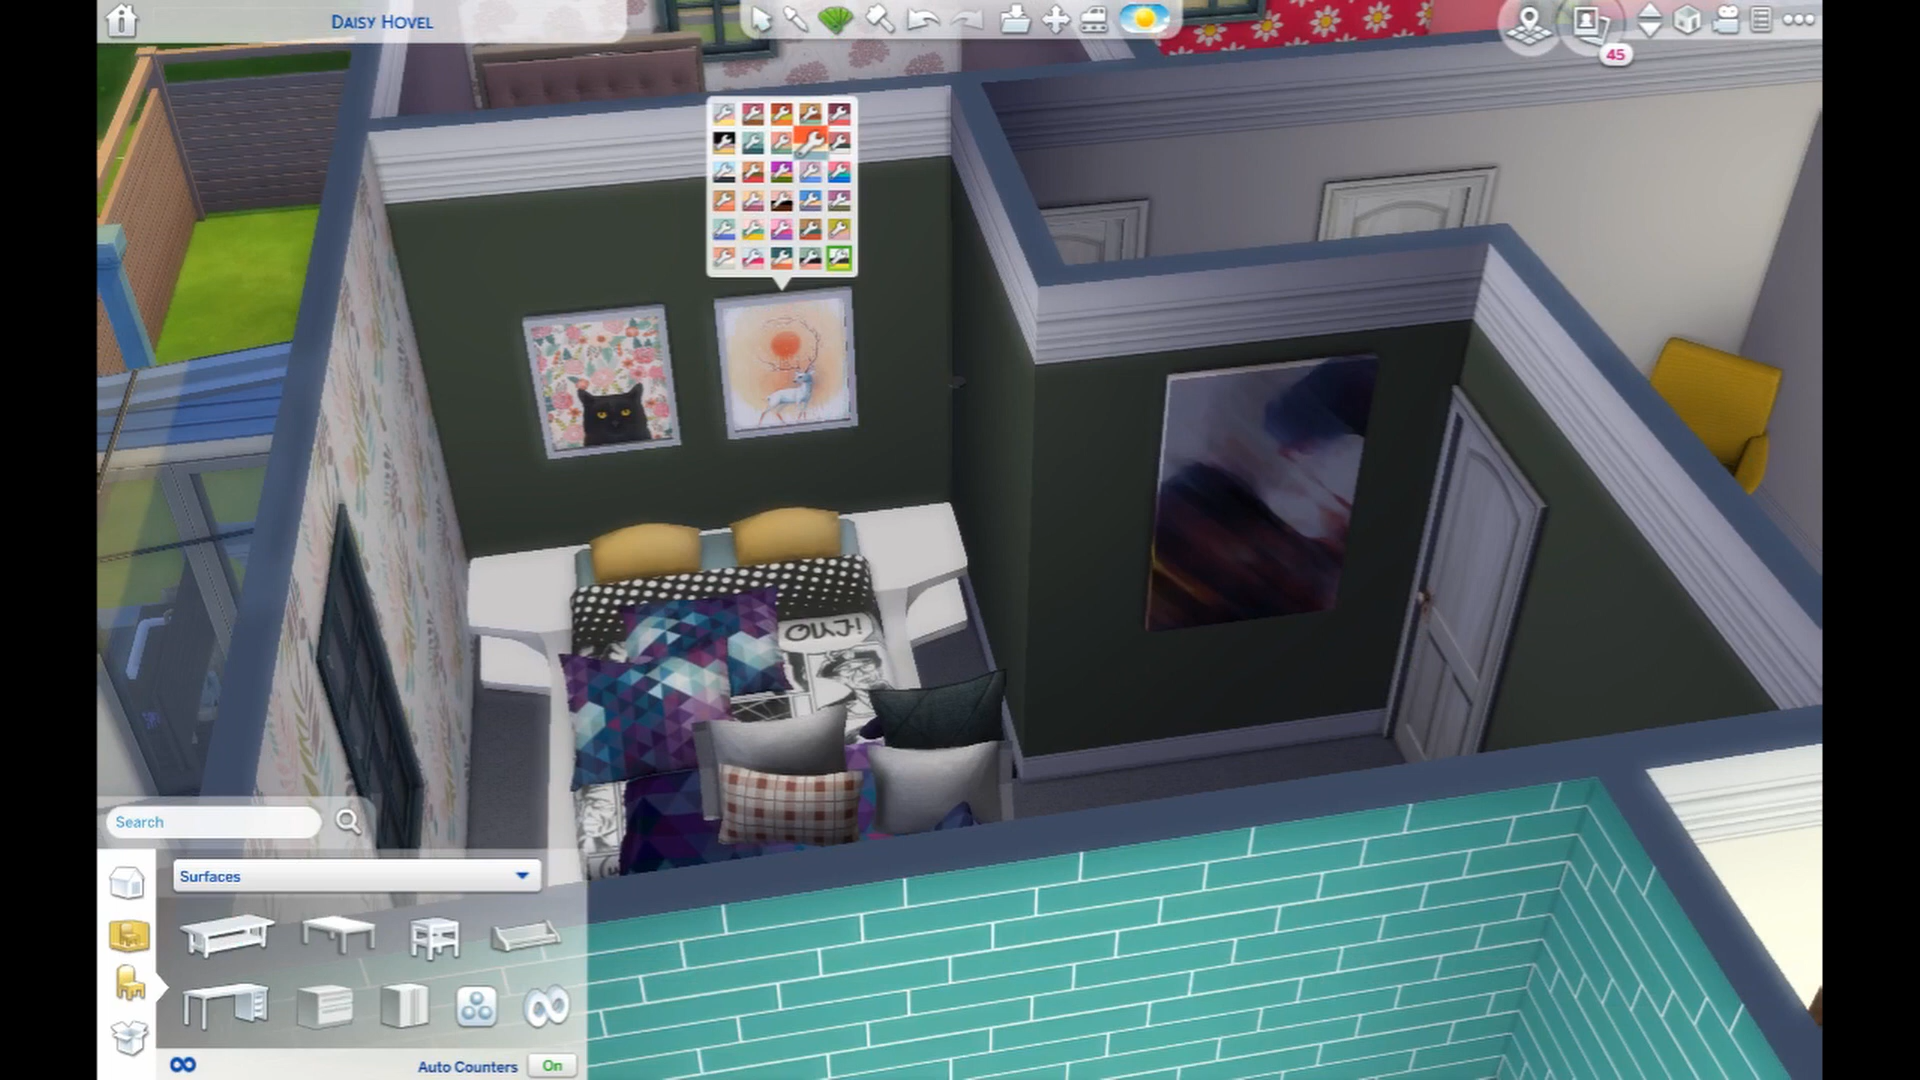 DAISY HOVEL
45
OUJ!
Search
Surfaces
Auto Counters On